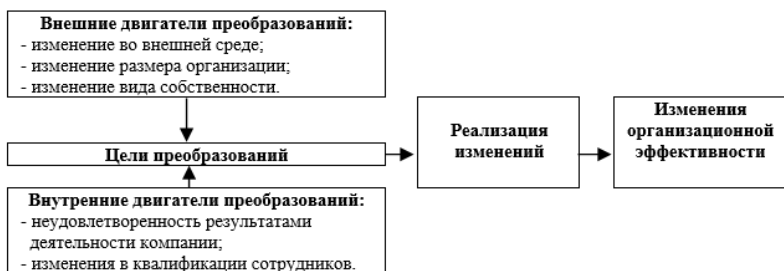 Внешние двигатели преобразований:
- изменение во внешней среде;
- изменение размера организации;
- изменение вида собственности.
Цели преобразований
Внутренние двигатели преобразований:
- неудовлетворенность результатами
деятельности компании;
- изменения в квалификации сотрудников.
Реализация
изменений
Изменения
организационной
эффективности